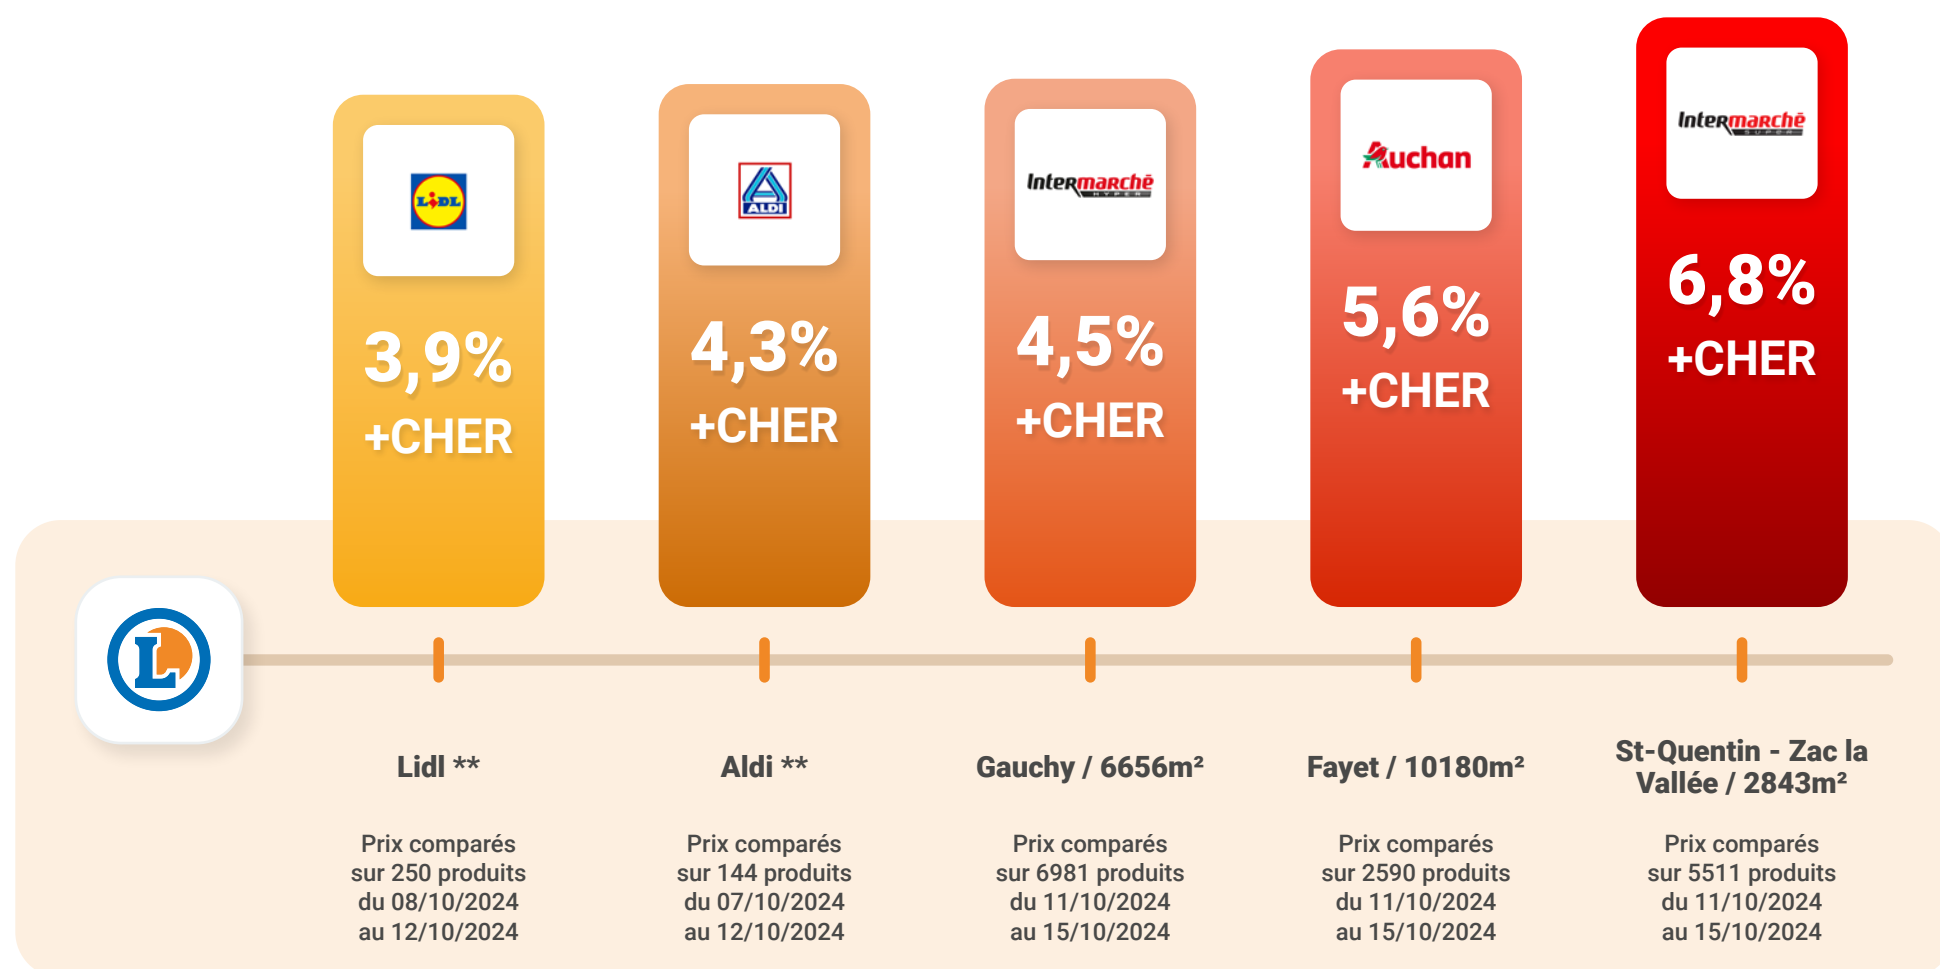 LIDL
3,9%
+CHER
ALDI
4,3%
+CHER
Intermarchē
HYPER
4,5%
+CHER
Auchan
5,6%
+CHER
Intermarchē
SUPER
6,8%
+CHER
L
Lidl **
Prix comparés
sur 250 produits
du 08/10/2024
au 12/10/2024
Aldi **
Prix comparés
sur 144 produits
du 07/10/2024
au 12/10/2024
Gauchy / 6656m²
Prix comparés
sur 6981 produits
du 11/10/2024
au 15/10/2024
Fayet / 10180m²
Prix comparés
sur 2590 produits
du 11/10/2024
au 15/10/2024
St-Quentin - Zac la
Vallée / 2843m²
Prix comparés
sur 5511 produits
du 11/10/2024
au 15/10/2024